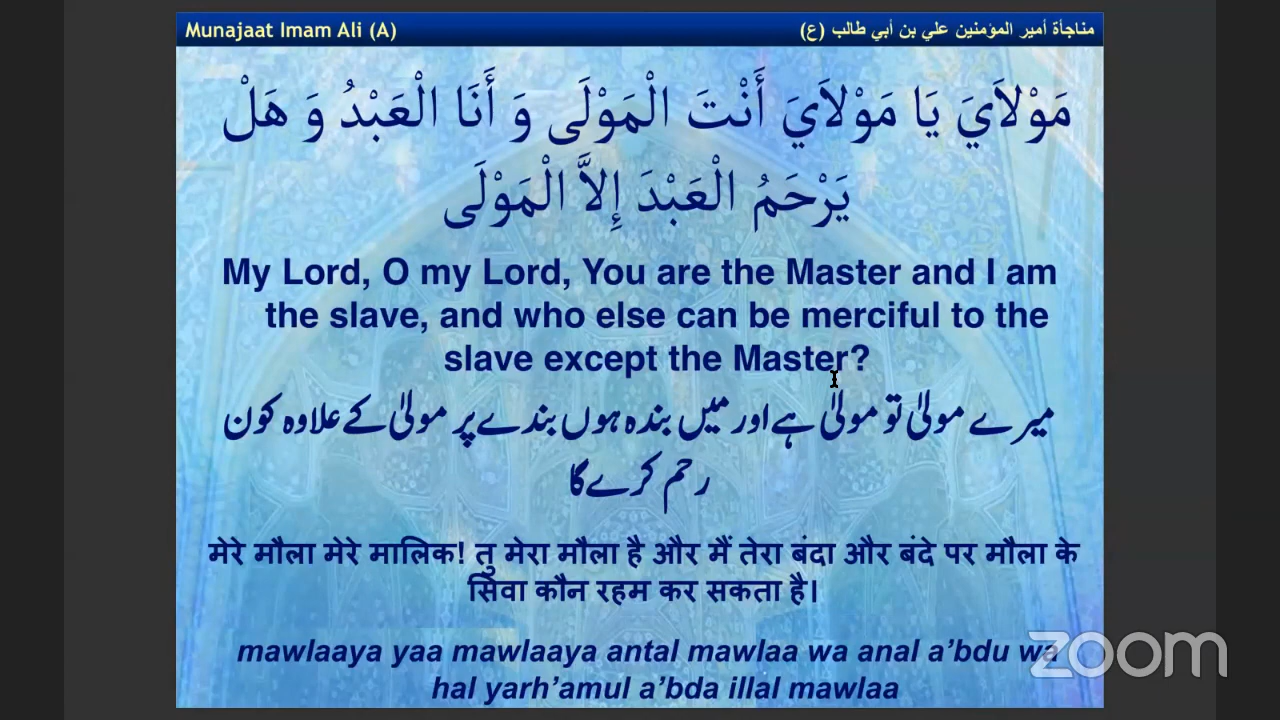 Munajaat Imam Ali (A)
مناجأة أمير المؤمنين علي بن أبي طالب (ع)
مَوْلاَيَ يَا مَوْلاَيَ أَنْتَ الْمَوْلَى وَ أَنَا الْعَبْدُ وَ هَلْ
يَرْحَمُ الْعَبْدَ إِلاَّ الْمَوْلَى
My Lord, O my Lord, You are the Master and I am
the slave, and who else can be merciful to the
slave except the Master?
میرے مولیٰ تو مولیٰ ہے اور میں بندہ ہوں بندے پر مولیٰ کے علاوہ کون
رحم کرے گا
मेरे मौला मेरे मालिक! तु मेरा मौला है और मैं तेरा बंदा और बंदे पर मौला के
सिवा कौन रहम कर सकता है।
mawlaaya yaa mawlaaya antal mawlaa wa anal a’bdu wa
hal yarh’amul a’bda illal mawlaa
zoom